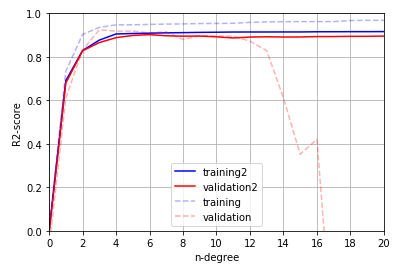 1.0
0.8
0.6
0.4
0.2
0.0
R2-score
training2
validation2
training
validation
0 2 4 6 8 10 12 14 16 18 20
n-degree